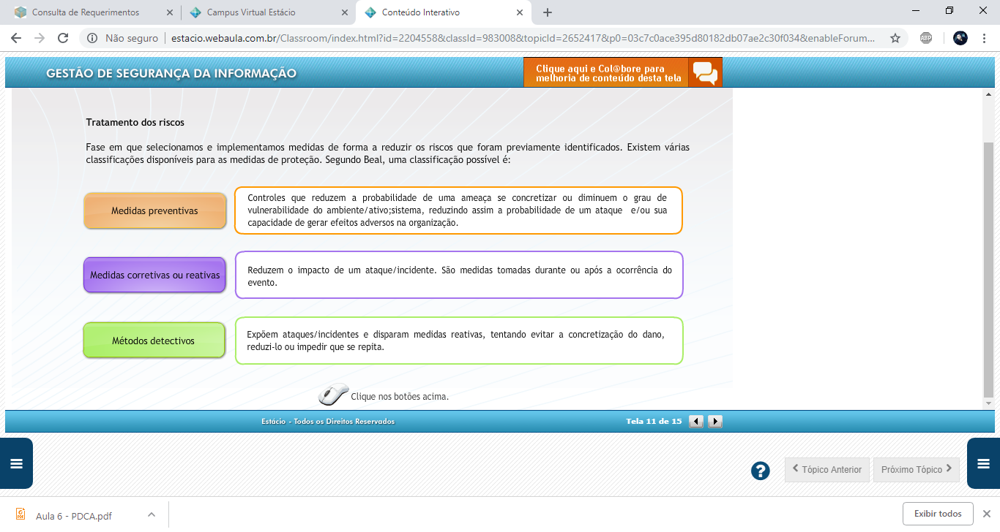 Consulta de Requerimentos
Campus Virtual Estácio
Conteúdo Interativo
Não seguro
estacio.webaula.com.br/Classroom/index.html?id=2204558&classId=983008&topicId=2652417&p0=03c7c0ace395d80182db07ae2c30f034&enableForum...
ABP
GESTÃO DE SEGURANÇA DA INFORMAÇÃO
Clique aqui e Col@bore para
melhoria de conteúdo desta tela
Tratamento dos riscos
Fase em que selecionamos e implementamos medidas de forma a reduzir os riscos que foram previamente identificados. Existem várias
classificações disponíveis para as medidas de proteção. Segundo Beal, uma classificação possível é:
Medidas preventivas
Controles que reduzem a probabilidade de uma ameaça se concretizar ou diminuem o grau de
vulnerabilidade do ambiente/ativo;sistema, reduzindo assim a probabilidade de um ataque e/ou sua
capacidade de gerar efeitos adversos na organização.
Medidas corretivas ou reativas
Reduzem o impacto de um ataque/incidente. São medidas tomadas durante ou após a ocorrência do
evento.
Métodos detectivos
Expõem ataques/incidentes e disparam medidas reativas, tentando evitar a concretização do dano,
reduzi-lo ou impedir que se repita.
Clique nos botões acima.
Estácio - Todos os Direitos Reservados
Tela 11 de 15
?
Tópico Anterior
Próximo Tópico
Aula 6 - PDCA.pdf
Exibir todos